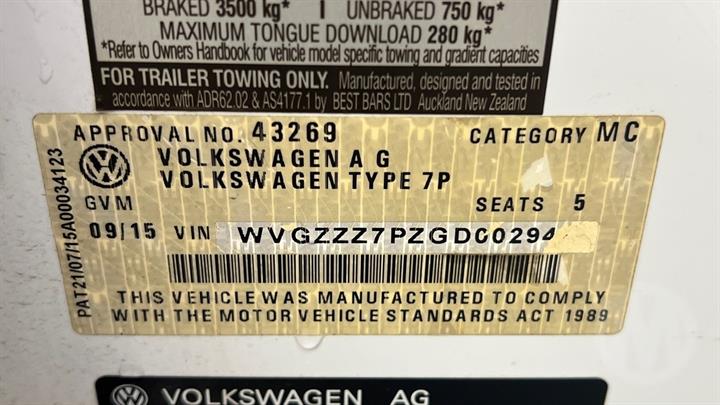 BRAKED 3500 kg* | UNBRAKED 750 kg*
MAXIMUM TONGUE DOWNLOAD 280 kg*
*Refer to Owners Handbook for vehicle model specific towing and gradient capacities
FOR TRAILER TOWING ONLY. Manufactured, designed and tested in
accordance with ADR62.02 & AS4177.1 by BEST BARS LTD Auckland New Zealand
APPROVAL NO. 43269 CATEGORY MC
VOLKSWAGEN AG
VOLKSWAGEN TYPE 7P
GVM SEATS 5
09/15 VIN WVGZZZ7PZGD00294
THIS VEHICLE WAS MANUFACTURED TO COMPLY
WITH THE MOTOR VEHICLE STANDARDS ACT 1989
PAT21/07/15A00034123
VOLKSWAGEN AG